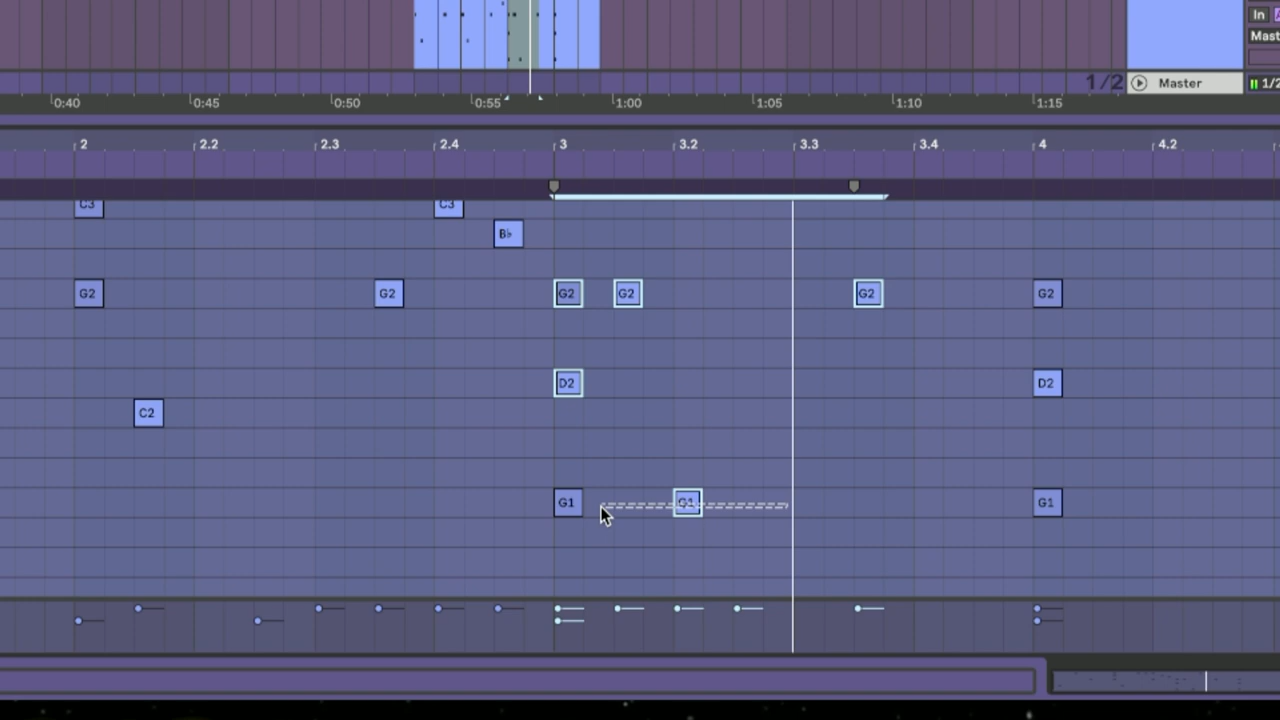 In
Mast
1/2 Master 1/2
0:40 0:45 0:50 0:55 1:00 1:05 1:10 1:15
2 2.2 2.3 2.4 3 3.2 3.3 3.4 4 4.2
C3 C3
B♭
G2 G2 G2 G2 G2 G2
D2 D2
C2
G1 G1 G1